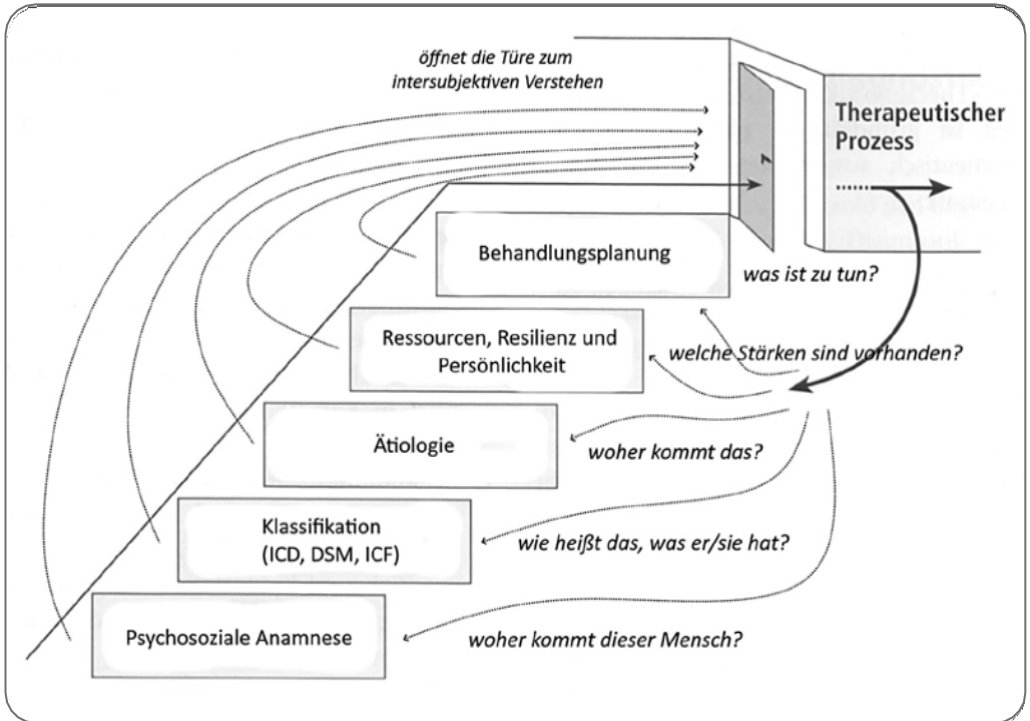 öffnet die Türe zum
intersubjektiven Verstehen
Therapeutischer
Prozess
Behandlungsplanung
was ist zu tun?
Ressourcen, Resilienz und
Persönlichkeit
welche Stärken sind vorhanden?
Ätiologie
woher kommt das?
Klassifikation
(ICD, DSM, ICF)
wie heißt das, was er/sie hat?
Psychosoziale Anamnese
woher kommt dieser Mensch?